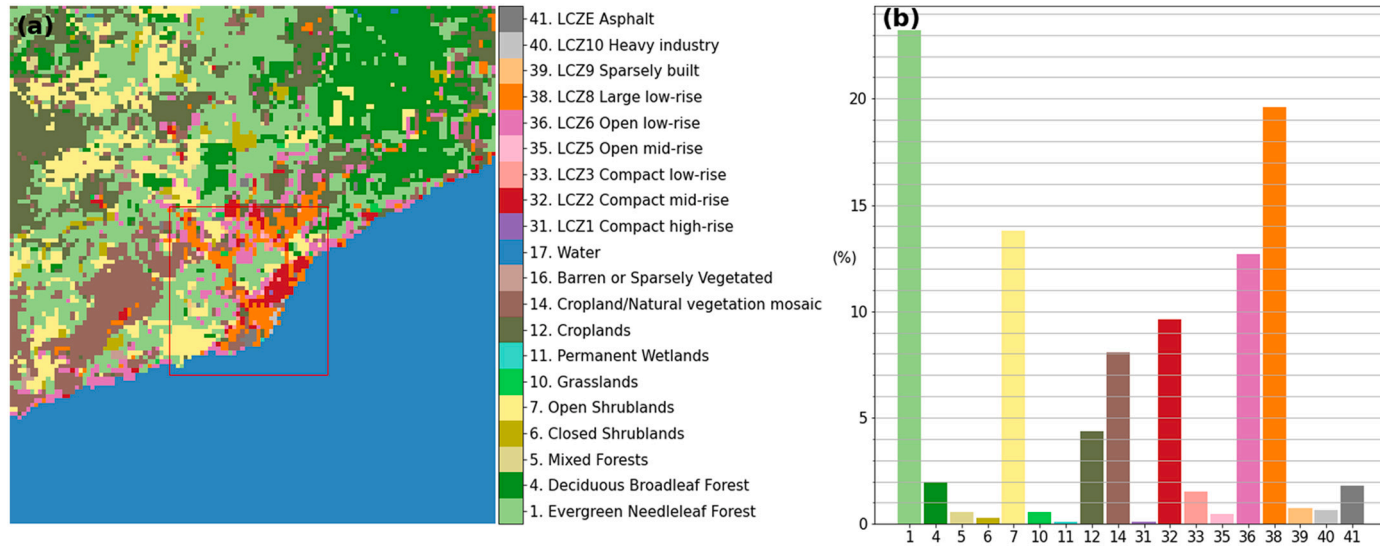 (a)
41. LCZE Asphalt
40. LCZ10 Heavy industry
39. LCZ9 Sparsely built
38. LCZ8 Large low-rise
36. LCZ6 Open low-rise
35. LCZ5 Open mid-rise
33. LCZ3 Compact low-rise
32. LCZ2 Compact mid-rise
31. LCZ1 Compact high-rise
17. Water
16. Barren or Sparsely Vegetated
14. Cropland/Natural vegetation mosaic
12. Croplands
11. Permanent Wetlands
10. Grasslands
7. Open Shrublands
6. Closed Shrublands
5. Mixed Forests
4. Deciduous Broadleaf Forest
1. Evergreen Needleleaf Forest
(b)
20
15
(%)
10
5
0
1 4 5 6 7 10 11 12 14 31 32 33 35 36 38 39 40 41